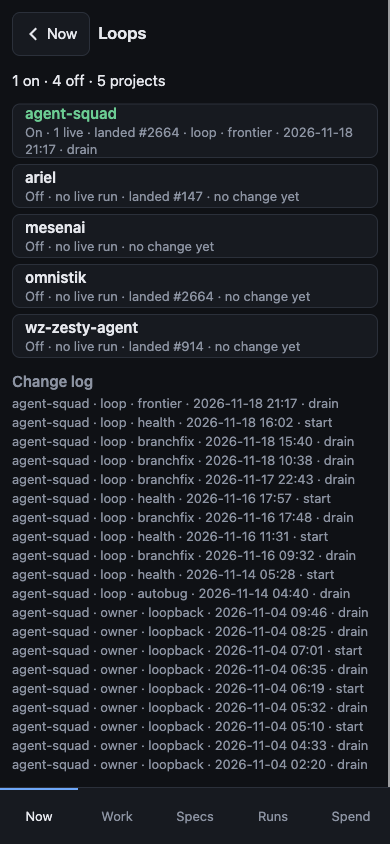 Now Loops
1 on · 4 off · 5 projects
agent-squad
On · 1 live · landed #2664 · loop · frontier · 2026-11-18
21:17 · drain
ariel
Off · no live run · landed #147 · no change yet
mesenai
Off · no live run · no change yet
omnistik
Off · no live run · landed #2664 · no change yet
wz-zesty-agent
Off · no live run · landed #914 · no change yet
Change log
agent-squad · loop · frontier · 2026-11-18 21:17 · drain
agent-squad · loop · health · 2026-11-18 16:02 · start
agent-squad · loop · branchfix · 2026-11-18 15:40 · drain
agent-squad · loop · branchfix · 2026-11-18 10:38 · drain
agent-squad · loop · branchfix · 2026-11-17 22:43 · drain
agent-squad · loop · health · 2026-11-16 17:57 · start
agent-squad · loop · branchfix · 2026-11-16 17:48 · drain
agent-squad · loop · health · 2026-11-16 11:31 · start
agent-squad · loop · branchfix · 2026-11-16 09:32 · drain
agent-squad · loop · health · 2026-11-14 05:28 · start
agent-squad · loop · autobug · 2026-11-14 04:40 · drain
agent-squad · owner · loopback · 2026-11-04 09:46 · drain
agent-squad · owner · loopback · 2026-11-04 08:25 · drain
agent-squad · owner · loopback · 2026-11-04 07:01 · start
agent-squad · owner · loopback · 2026-11-04 06:35 · drain
agent-squad · owner · loopback · 2026-11-04 06:19 · start
agent-squad · owner · loopback · 2026-11-04 05:32 · drain
agent-squad · owner · loopback · 2026-11-04 05:10 · start
agent-squad · owner · loopback · 2026-11-04 04:33 · drain
agent-squad · owner · loopback · 2026-11-04 02:20 · drain
Now Work Specs Runs Spend